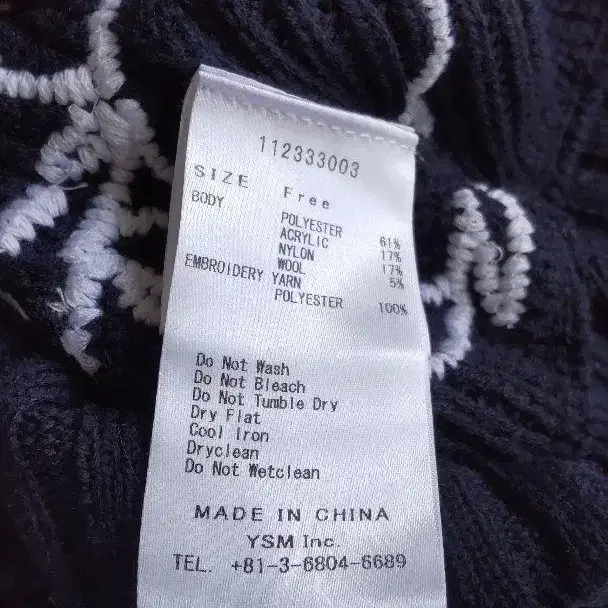 112333003
SIZE Free
BODY
POLYESTER 61%
ACRYLIC 17%
NYLON 17%
WOOL 5%
EMBROIDERY YARN
POLYESTER 100%
Do Not Wash
Do Not Bleach
Do Not Tumble Dry
Dry Flat
Cool Iron
Dryclean
Do Not Wetclean
MADE IN CHINA
YSM Inc.
TEL. +81-3-6804-6689